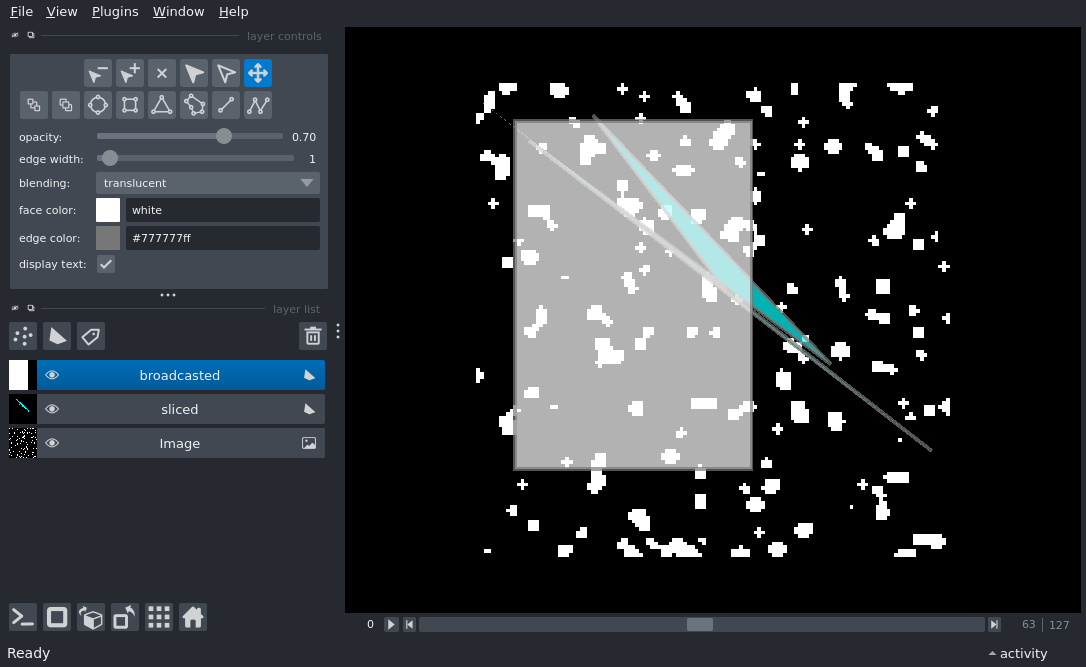 File View Plugins Window Help
layer controls
opacity: 0.70
edge width: 1
blending: translucent
face color: white
edge color: #777777ff
display text:
layer list
broadcasted
sliced
Image
0 63 127
Ready activity